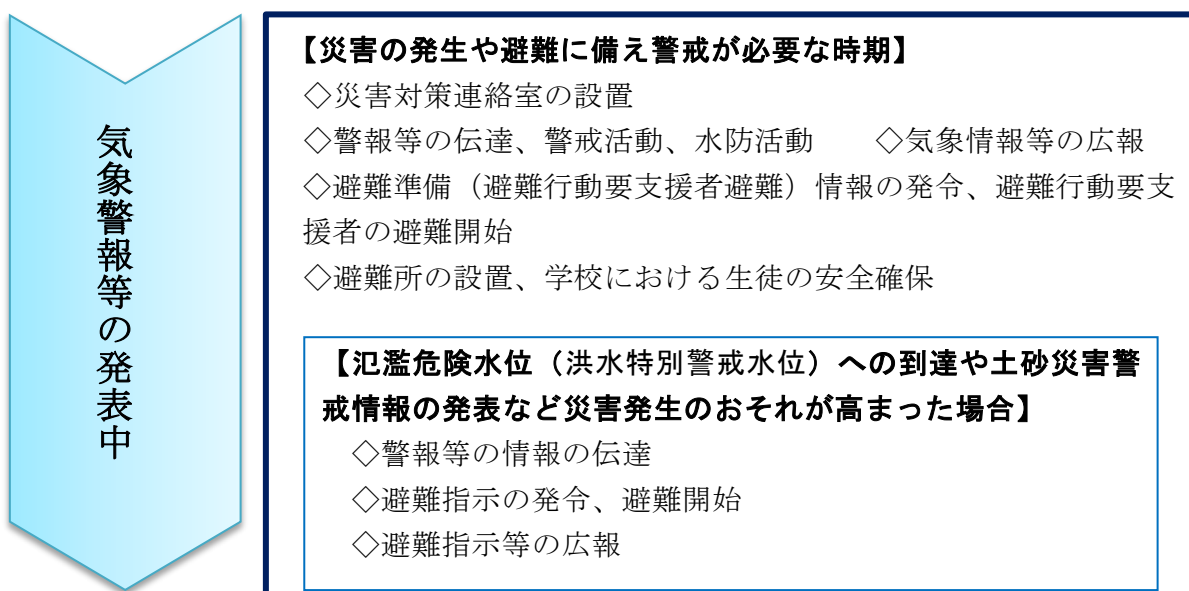 気象警報等の発表中
【災害の発生や避難に備え警戒が必要な時期】
◇災害対策連絡室の設置
◇警報等の伝達、警戒活動、水防活動　　◇気象情報等の広報
◇避難準備（避難行動要支援者避難）情報の発令、避難行動要支
援者の避難開始
◇避難所の設置、学校における生徒の安全確保
【氾濫危険水位（洪水特別警戒水位）への到達や土砂災害警
戒情報の発表など災害発生のおそれが高まった場合】
◇警報等の情報の伝達
◇避難指示の発令、避難開始
◇避難指示等の広報